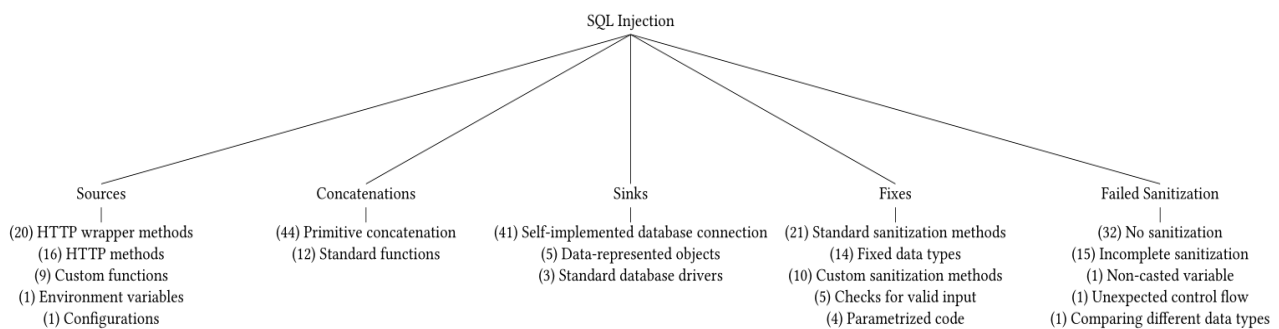 SQL Injection
Sources
(20) HTTP wrapper methods
(16) HTTP methods
(9) Custom functions
(1) Environment variables
(1) Configurations
Concatenations
(44) Primitive concatenation
(12) Standard functions
Sinks
(41) Self-implemented database connection
(5) Data-represented objects
(3) Standard database drivers
Fixes
(21) Standard sanitization methods
(14) Fixed data types
(10) Custom sanitization methods
(5) Checks for valid input
(4) Parametrized code
Failed Sanitization
(32) No sanitization
(15) Incomplete sanitization
(1) Non-casted variable
(1) Unexpected control flow
(1) Comparing different data types